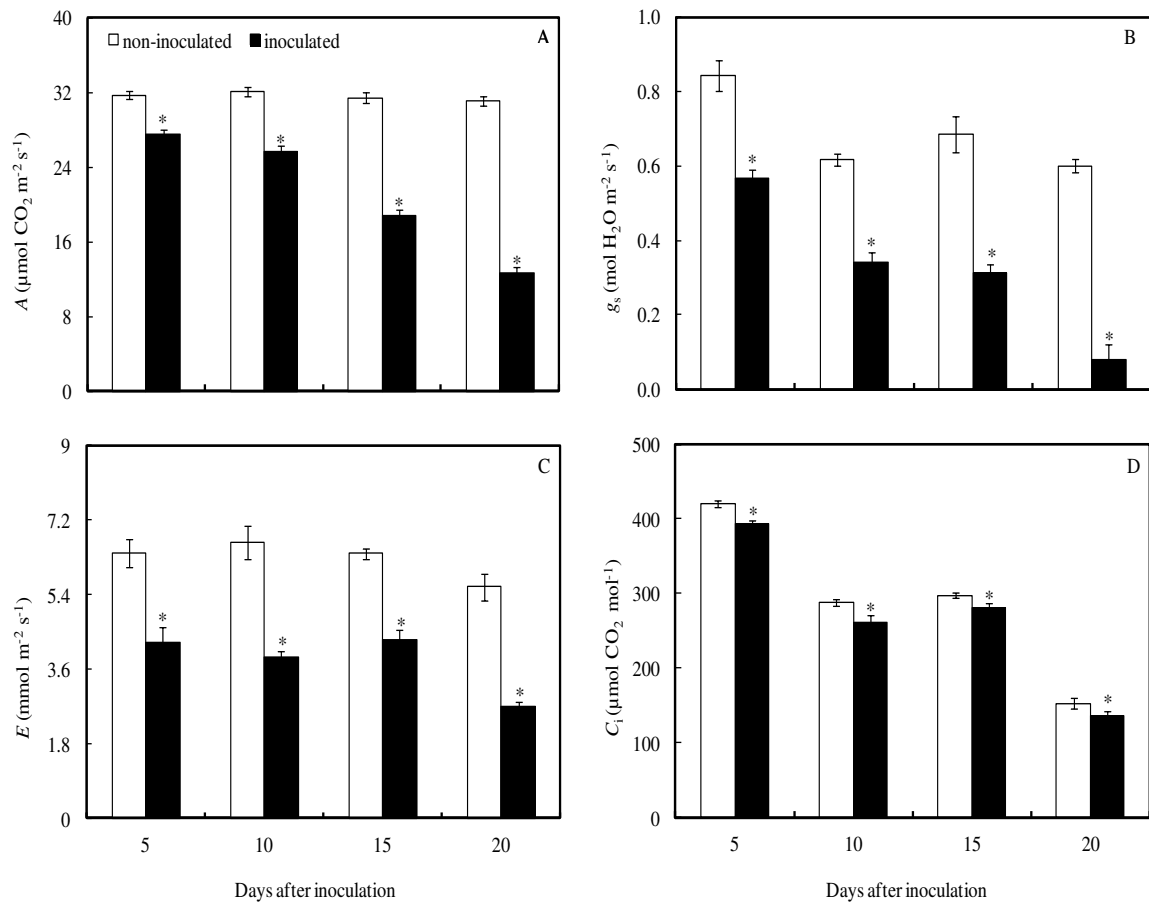 A
non-inoculated inoculated
40
32
24
16
8
0
A (µmol CO₂ m⁻² s⁻¹)
* * * *
B
1.0
0.8
0.6
0.4
0.2
0.0
gₛ (mol H₂O m⁻² s⁻¹)
* * * *
C
9
7.2
5.4
3.6
1.8
0
E (mmol m⁻² s⁻¹)
* * * *
5 10 15 20
Days after inoculation
D
500
400
300
200
100
0
Cᵢ (µmol CO₂ mol⁻¹)
* * * *
5 10 15 20
Days after inoculation